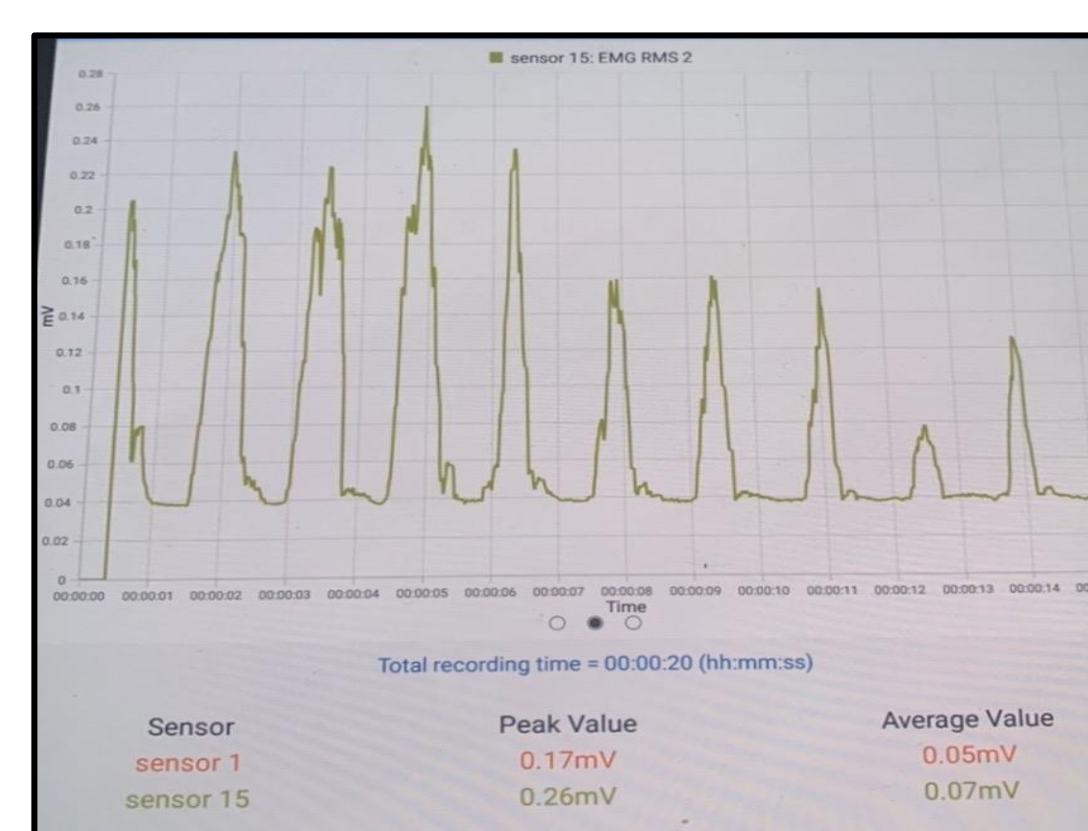 sensor 15: EMG RMS 2
0.28
0.26
0.24
0.22
0.2
0.18
0.16
mV
0.14
0.12
0.1
0.08
0.06
0.04
0.02
0
00:00:00 00:00:01 00:00:02 00:00:03 00:00:04 00:00:05 00:00:06 00:00:07 00:00:08 00:00:09 00:00:10 00:00:11 00:00:12 00:00:13 00:00:14
Time
Total recording time = 00:00:20 (hh:mm:ss)
Sensor Peak Value Average Value
sensor 1 0.17mV 0.05mV
sensor 15 0.26mV 0.07mV